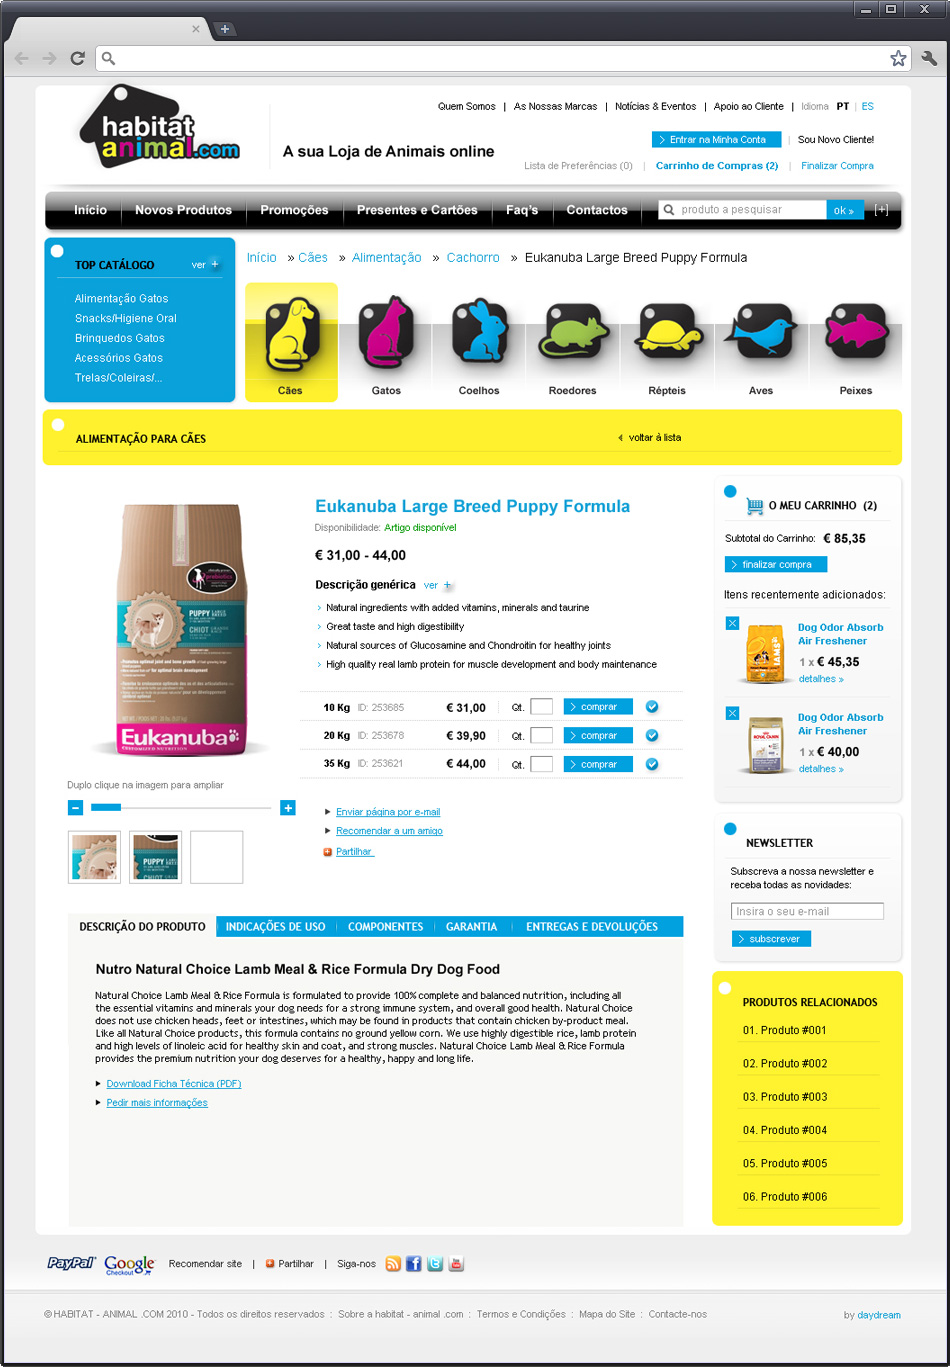 Quem Somos | As Nossas Marcas | Notícias & Eventos | Apoio ao Cliente | Idioma PT | ES
habitat
animal.com
A sua Loja de Animais online
Entrar na Minha Conta | Sou Novo Cliente!
Lista de Preferências (0) | Carrinho de Compras (2) | Finalizar Compra
Início Novos Produtos Promoções Presentes e Cartões Faq's Contactos produto a pesquisar ok » [+]
TOP CATÁLOGO ver +
Alimentação Gatos
Snacks/Higiene Oral
Brinquedos Gatos
Acessórios Gatos
Trelas/Coleiras/...
Início » Cães » Alimentação » Cachorro » Eukanuba Large Breed Puppy Formula
Cães Gatos Coelhos Roedores Répteis Aves Peixes
ALIMENTAÇÃO PARA CÃES voltar à lista
Eukanuba Large Breed Puppy Formula
Disponibilidade: Artigo disponível
€ 31,00 - 44,00
Descrição genérica ver +
Natural ingredients with added vitamins, minerals and taurine
Great taste and high digestibility
Natural sources of Glucosamine and Chondroitin for healthy joints
High quality real lamb protein for muscle development and body maintenance
10 Kg ID: 253685 € 31,00 Qt. comprar
20 Kg ID: 253678 € 39,90 Qt. comprar
35 Kg ID: 253621 € 44,00 Qt. comprar
Enviar página por e-mail
Recomendar a um amigo
Partilhar
probiotics
PUPPY LARGE BREED
CHIOT
Eukanuba
Duplo clique na imagem para ampliar
PUPPY
CHIOT
O MEU CARRINHO (2)
Subtotal do Carrinho: € 85,35
finalizar compra
Itens recentemente adicionados:
IAMS
Dog Odor Absorb
Air Freshener
1 x € 45,35
detalhes »
ROYAL CANIN
Dog Odor Absorb
Air Freshener
1 x € 40,00
detalhes »
NEWSLETTER
Subscreva a nossa newsletter e
receba todas as novidades:
Insira o seu e-mail
subscrever
DESCRIÇÃO DO PRODUTO INDICAÇÕES DE USO COMPONENTES GARANTIA ENTREGAS E DEVOLUÇÕES
Nutro Natural Choice Lamb Meal & Rice Formula Dry Dog Food
Natural Choice Lamb Meal & Rice Formula is formulated to provide 100% complete and balanced nutrition, including all
the essential vitamins and minerals your dog needs for a strong immune system, and overall good health. Natural Choice
does not use chicken heads, feet or intestines, which may be found in products that contain chicken by-product meal.
Like all Natural Choice products, this formula contains no ground yellow corn. We use highly digestible rice, lamb protein
and high levels of linoleic acid for healthy skin and coat, and strong muscles. Natural Choice Lamb Meal & Rice Formula
provides the premium nutrition your dog deserves for a healthy, happy and long life.
Download Ficha Técnica (PDF)
Pedir mais informações
PRODUTOS RELACIONADOS
01. Produto #001
02. Produto #002
03. Produto #003
04. Produto #004
05. Produto #005
06. Produto #006
PayPal Google Checkout Recomendar site | Partilhar | Siga-nos
© HABITAT - ANIMAL .COM 2010 - Todos os direitos reservados : Sobre a habitat - animal .com : Termos e Condições : Mapa do Site : Contacte-nos
by daydream